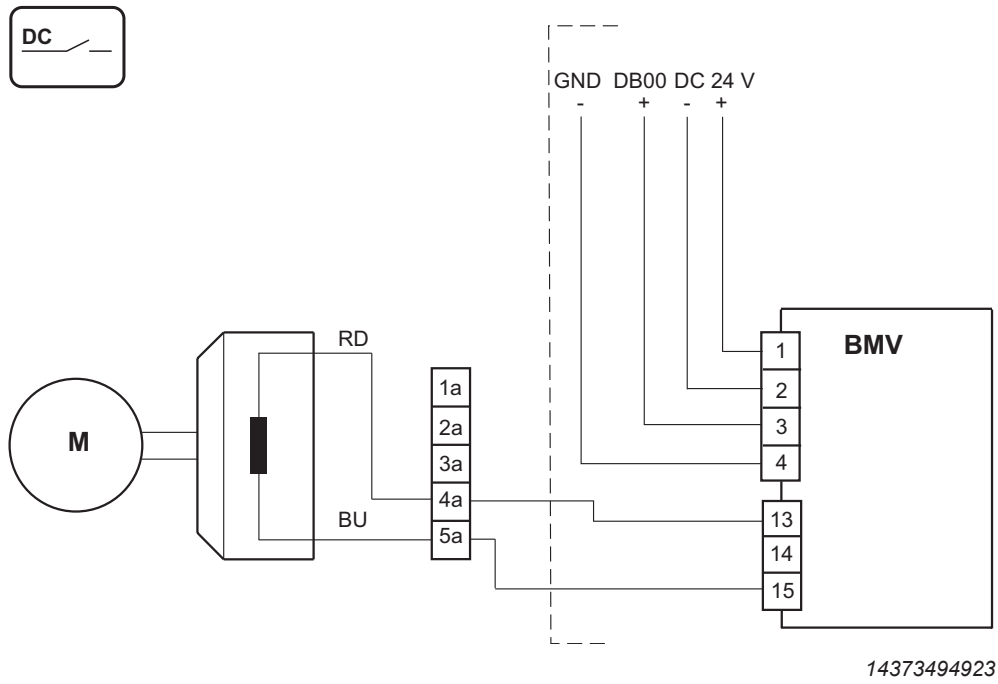 DC
GND DB00 DC 24 V
- + - +
BMV
1
2
3
4
13
14
15
M
RD
BU
1a
2a
3a
4a
5a
14373494923